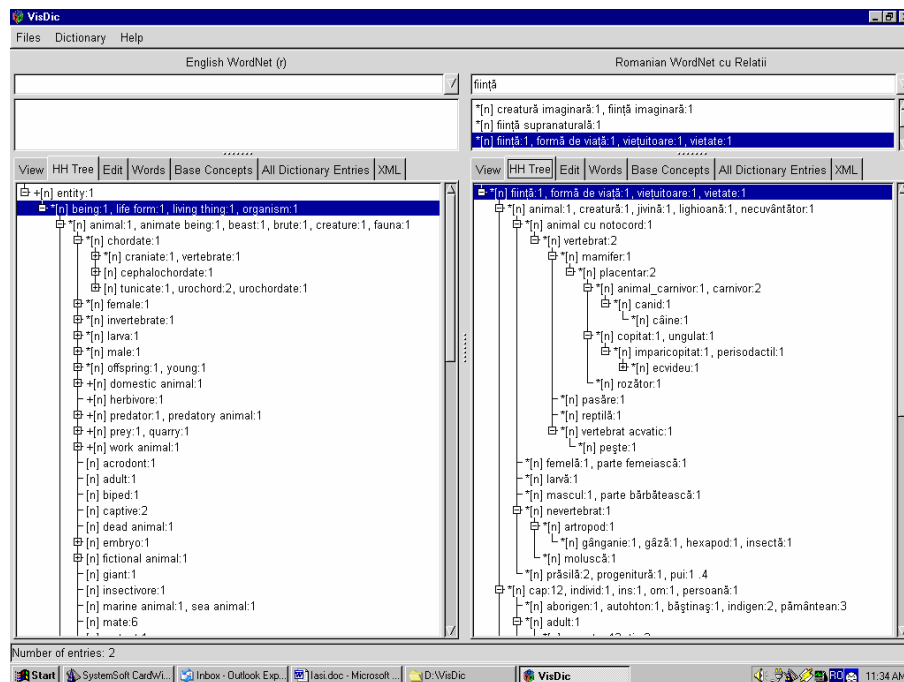 VisDic
Files Dictionary Help
English WordNet (r)
Romanian WordNet cu Relatii
ființă
*[n] creatură imaginară:1, ființă imaginară:1
*[n] ființă supranaturală:1
*[n] ființă:1, formă de viață:1, viețuitoare:1, vietate:1
View HH Tree Edit Words Base Concepts All Dictionary Entries XML
+[n] entity:1
*[n] being:1, life form:1, living thing:1, organism:1
*[n] animal:1, animate being:1, beast:1, brute:1, creature:1, fauna:1
*[n] chordate:1
*[n] craniate:1, vertebrate:1
[n] cephalochordate:1
[n] tunicate:1, urochord:2, urochordate:1
*[n] female:1
*[n] invertebrate:1
*[n] larva:1
*[n] male:1
*[n] offspring:1, young:1
+[n] domestic animal:1
+[n] herbivore:1
+[n] predator:1, predatory animal:1
+[n] prey:1, quarry:1
+[n] work animal:1
[n] acrodont:1
[n] adult:1
[n] biped:1
[n] captive:2
[n] dead animal:1
[n] embryo:1
[n] fictional animal:1
[n] giant:1
[n] insectivore:1
[n] marine animal:1, sea animal:1
[n] mate:6
View HH Tree Edit Words Base Concepts All Dictionary Entries XML
*[n] ființă:1, formă de viață:1, viețuitoare:1, vietate:1
*[n] animal:1, creatură:1, jivină:1, lighioană:1, necuvântător:1
*[n] animal cu notocord:1
*[n] vertebrat:2
*[n] mamifer:1
*[n] placentar:2
*[n] animal_carnivor:1, carnivor:2
*[n] canid:1
*[n] câine:1
*[n] copitat:1, ungulat:1
*[n] imparicopitat:1, perisodactil:1
*[n] ecvideu:1
*[n] rozător:1
*[n] pasăre:1
*[n] reptilă:1
*[n] vertebrat acvatic:1
*[n] pește:1
*[n] femelă:1, parte femeiască:1
*[n] larvă:1
*[n] mascul:1, parte bărbătească:1
*[n] nevertebrat:1
*[n] artropod:1
*[n] gânganie:1, gâză:1, hexapod:1, insectă:1
*[n] moluscă:1
*[n] prăsilă:2, progenitură:1, pui:1 .4
*[n] cap:12, individ:1, ins:1, om:1, persoană:1
*[n] aborigen:1, autohton:1, băștinaș:1, indigen:2, pământean:3
*[n] adult:1
Number of entries: 2
Start SystemSoft CardWi... Inbox - Outlook Exp... Iasi.doc - Microsoft ... D:\VisDic VisDic RO 11:34 AM